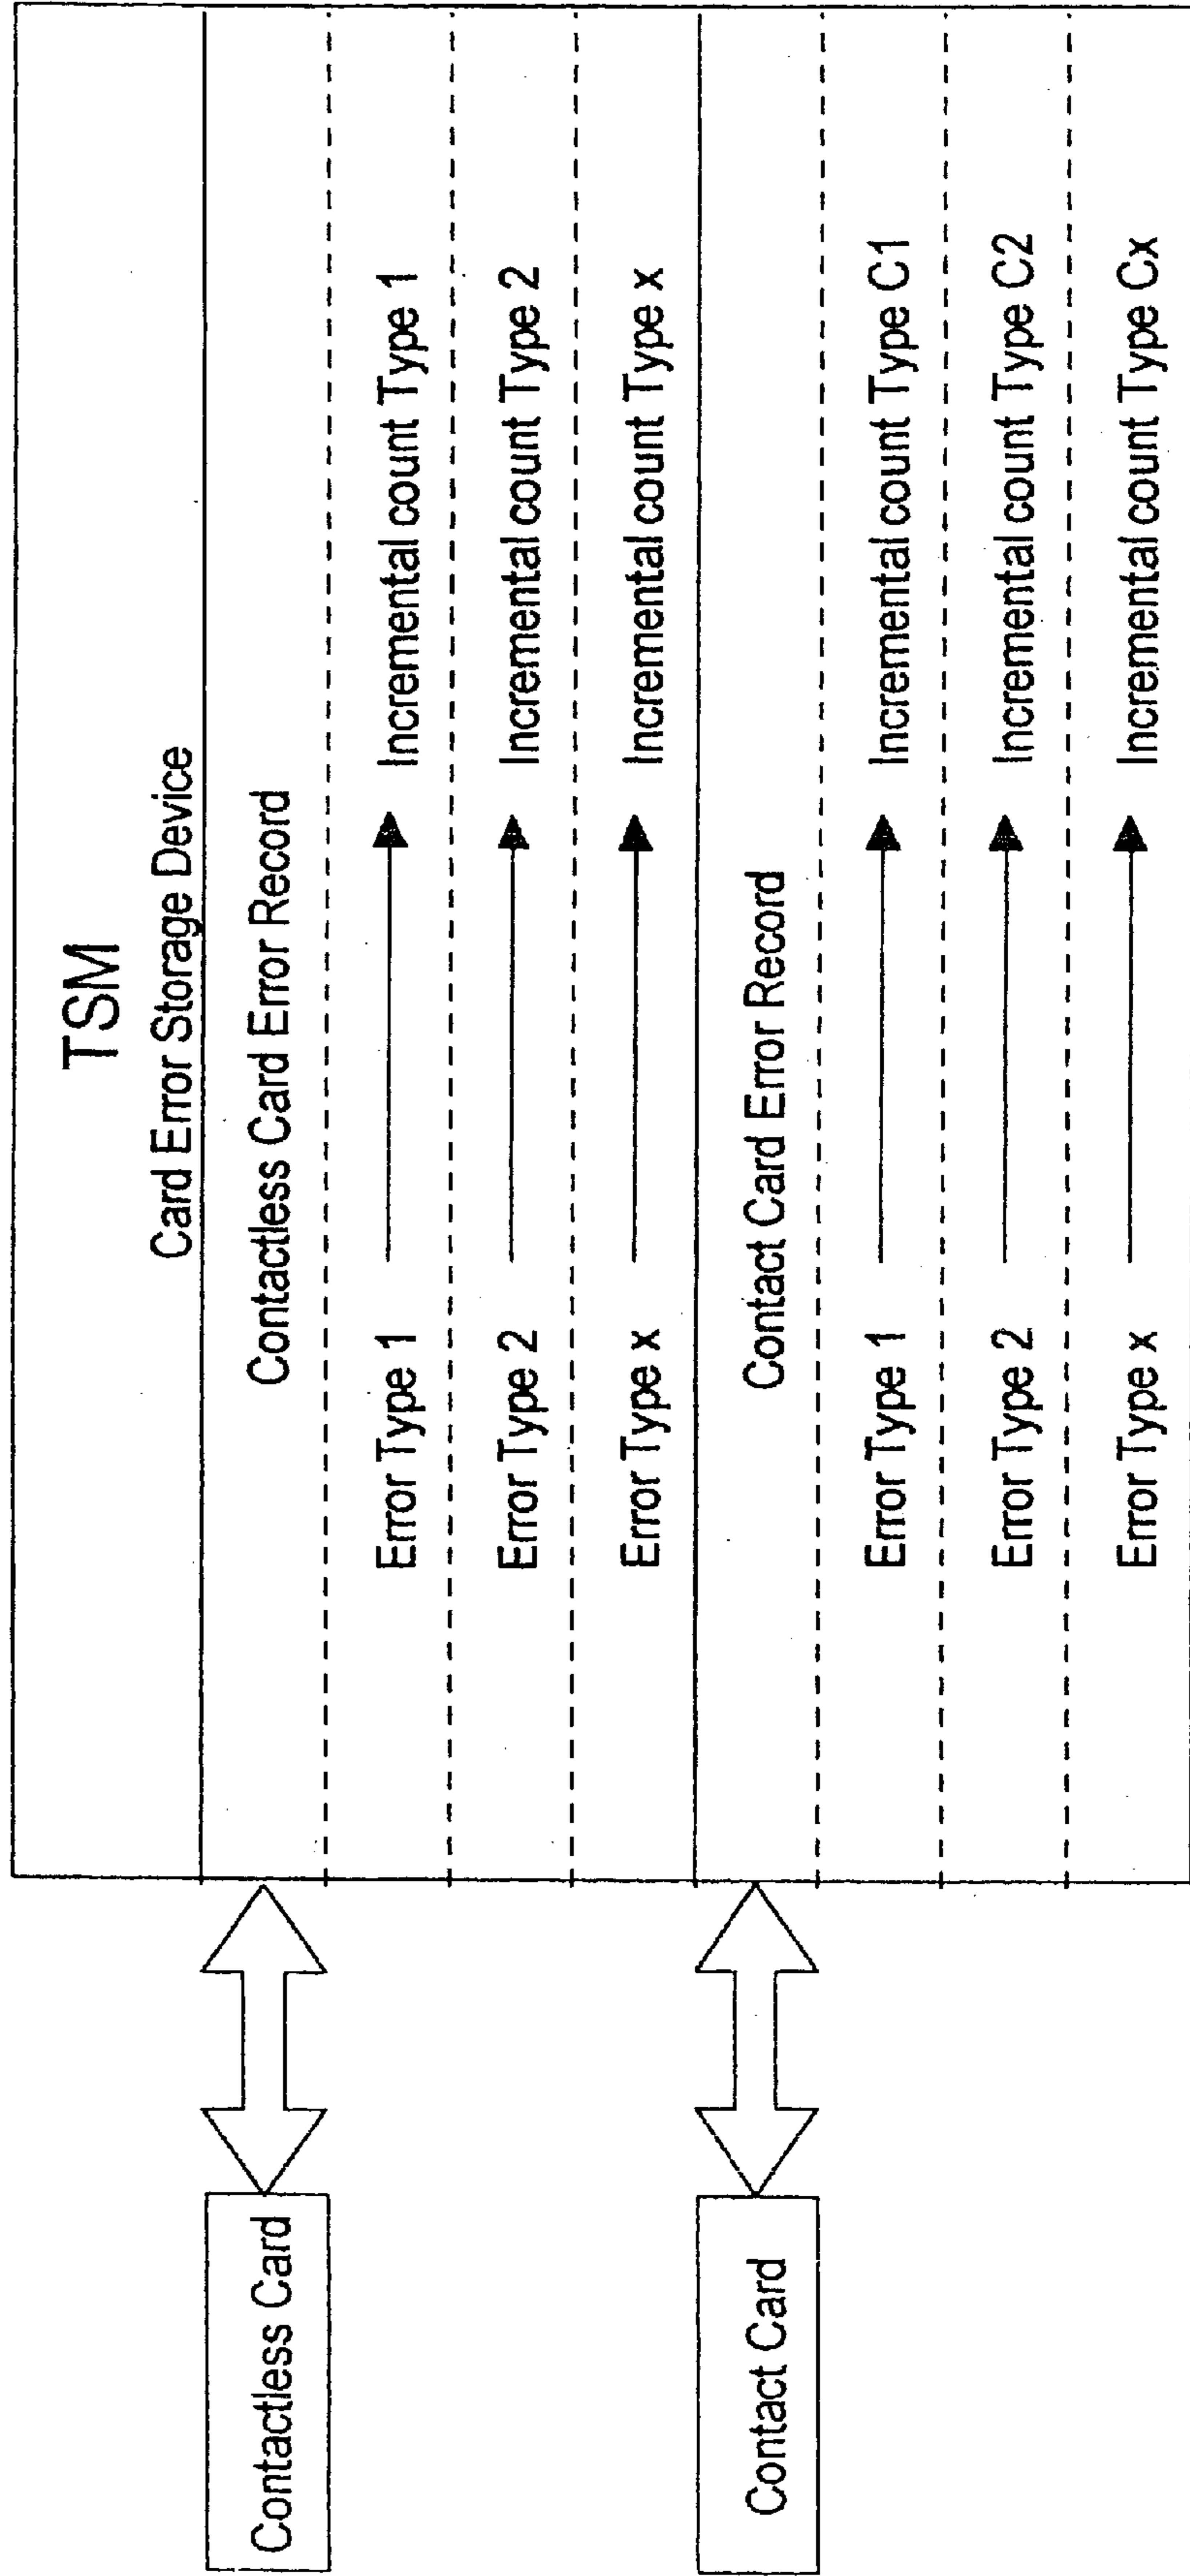 TSM
Card Error Storage Device
Contactless Card
Contactless Card Error Record
Error Type 1 Incremental count Type 1
Error Type 2 Incremental count Type 2
Error Type x Incremental count Type x
Contact Card
Contact Card Error Record
Error Type 1 Incremental count Type C1
Error Type 2 Incremental count Type C2
Error Type x Incremental count Type Cx